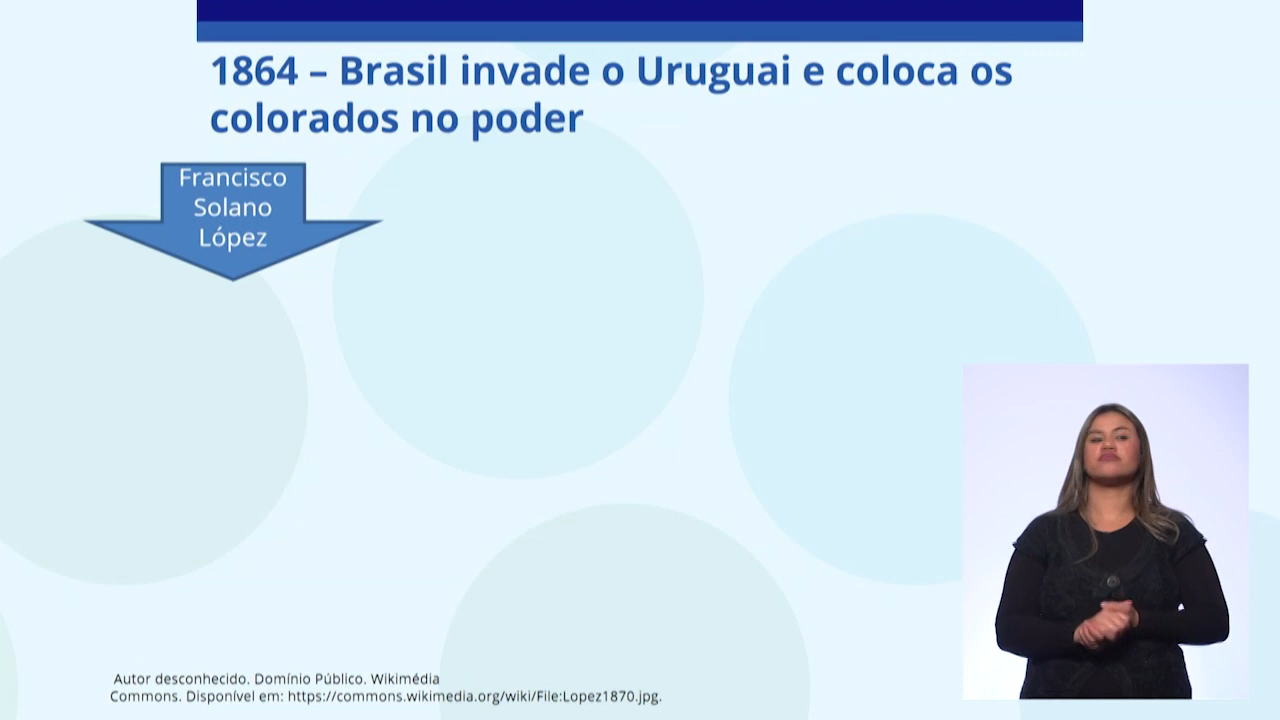 1864 – Brasil invade o Uruguai e coloca os
colorados no poder
Francisco
Solano
López
Autor desconhecido. Domínio Público. Wikimédia
Commons. Disponível em: https://commons.wikimedia.org/wiki/File:Lopez1870.jpg.